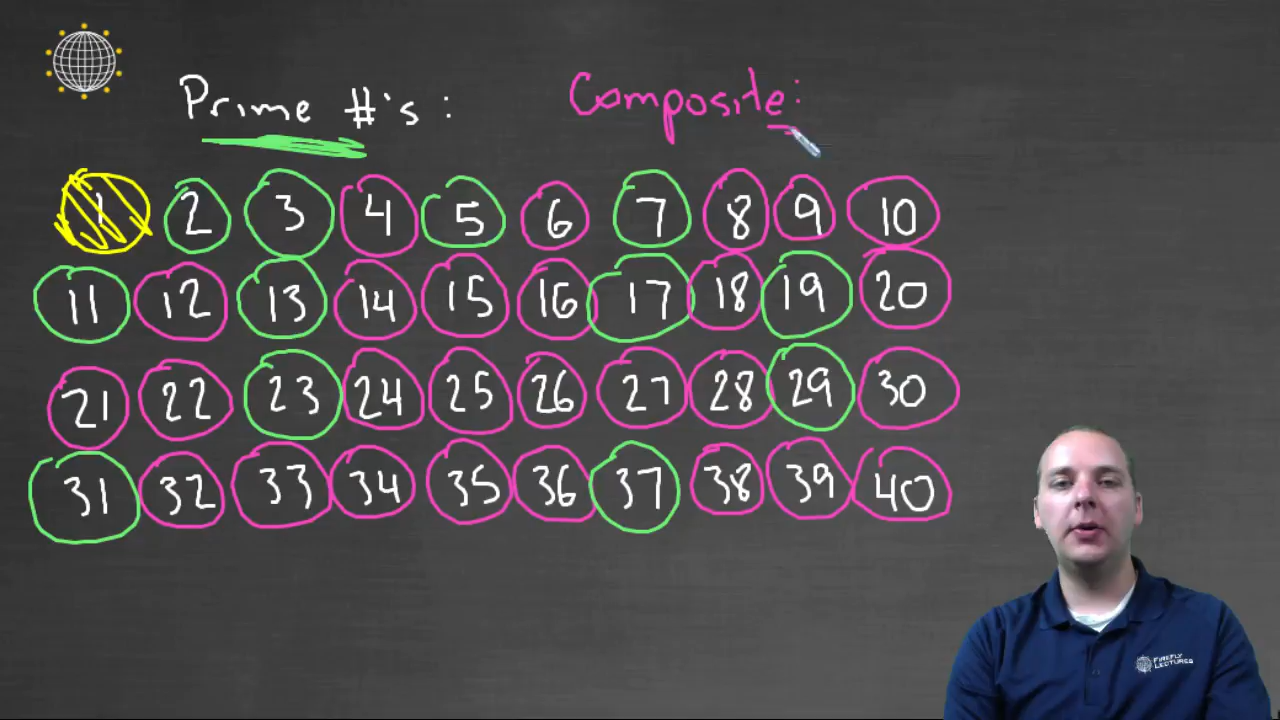 Prime #'s: Composite:
1 2 3 4 5 6 7 8 9 10
11 12 13 14 15 16 17 18 19 20
21 22 23 24 25 26 27 28 29 30
31 32 33 34 35 36 37 38 39 40
FIREFLY
LECTURES